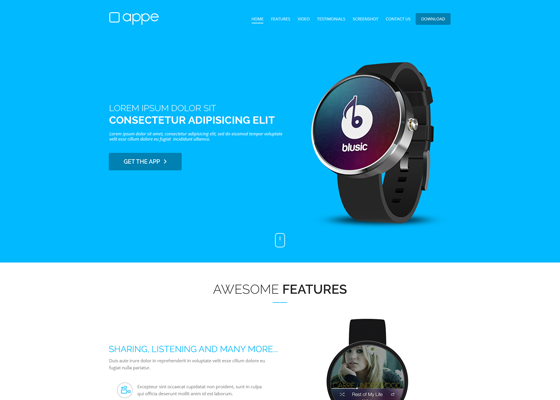 appe
HOME FEATURES VIDEO TESTIMONIALS SCREENSHOT CONTACT US DOWNLOAD
LOREM IPSUM DOLOR SIT
CONSECTETUR ADIPISICING ELIT
Lorem ipsum dolor sit amet, consectetur adipisicing elit, sed do eiusmod tempor voluptate
velit esse cillum dolore eu fugiat. Incididunt ullamco.
GET THE APP
blusic
AWESOME FEATURES
SHARING, LISTENING AND MANY MORE...
Duis aute irure dolor in reprehenderit in voluptate velit esse cillum dolore eu
fugiat nulla pariatur.
Excepteur sint occaecat cupidatat non proident, sunt in culpa
qui officia deserunt mollit anim id est laborum.
CARRIE UNDERWOOD
Rest of My Life